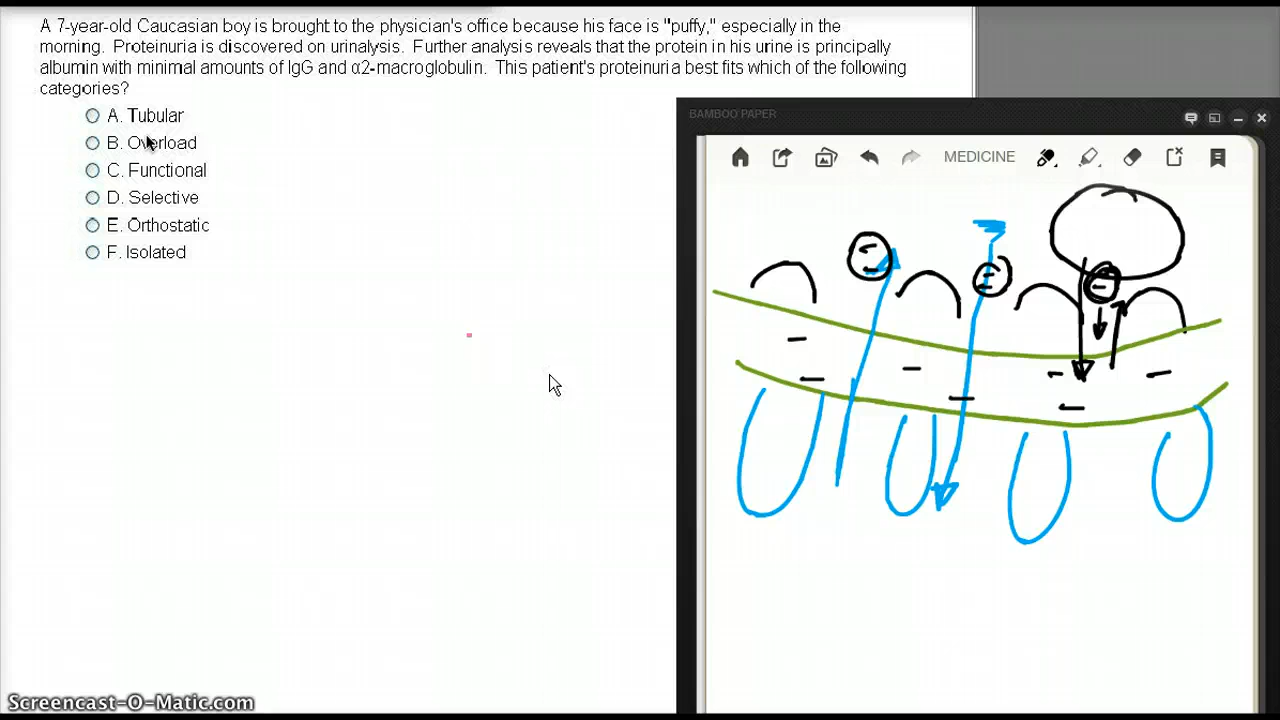 A 7-year-old Caucasian boy is brought to the physician's office because his face is "puffy," especially in the
morning. Proteinuria is discovered on urinalysis. Further analysis reveals that the protein in his urine is principally
albumin with minimal amounts of IgG and α2-macroglobulin. This patient's proteinuria best fits which of the following
categories?
A. Tubular
B. Overload
C. Functional
D. Selective
E. Orthostatic
F. Isolated
BAMBOO PAPER
MEDICINE
Screencast-O-Matic.com